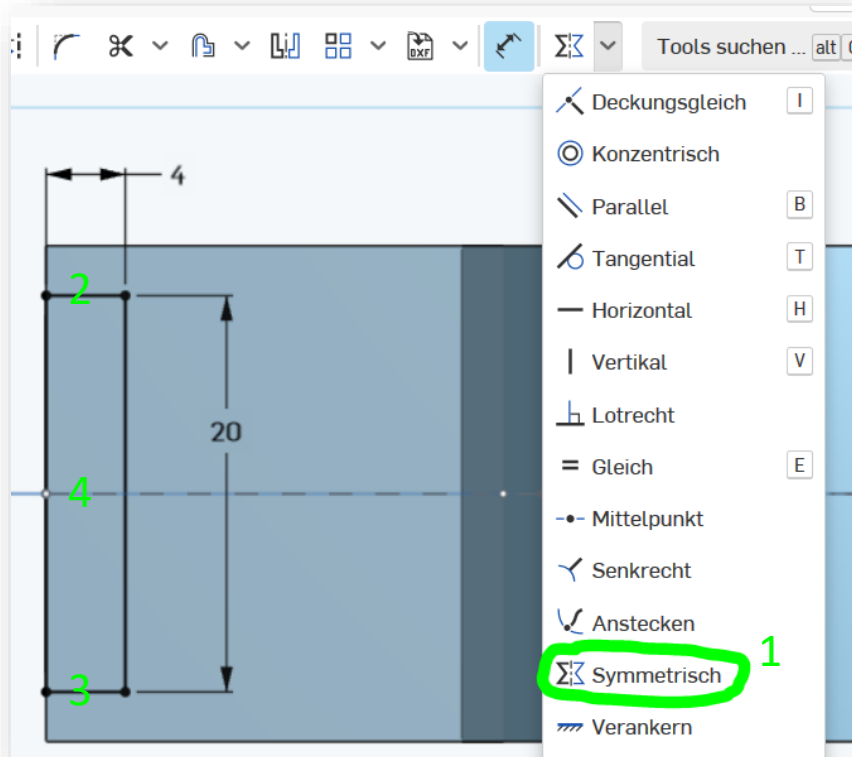 DXF
Tools suchen ... alt
Deckungsgleich I
Konzentrisch
Parallel B
Tangential T
Horizontal H
Vertikal V
Lotrecht
Gleich E
Mittelpunkt
Senkrecht
Anstecken
Symmetrisch 1
Verankern
4
2
20
4
3